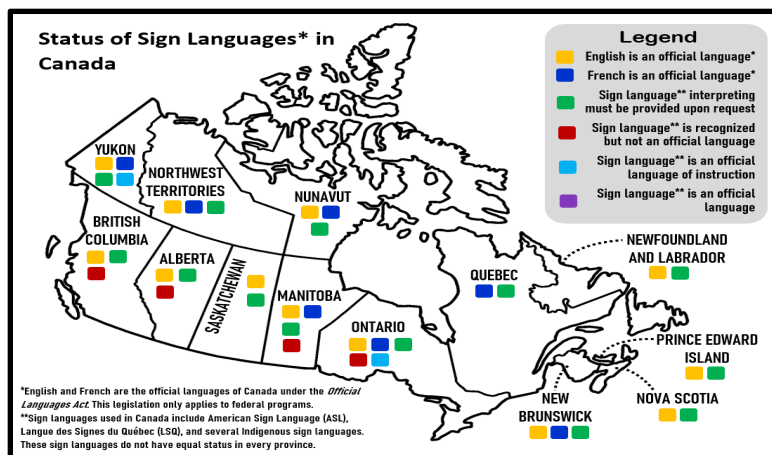 Status of Sign Languages* in
Canada
Legend
English is an official language*
French is an official language*
Sign language** interpreting
must be provided upon request
Sign language** is recognized
but not an official language
Sign language** is an official
language of instruction
Sign language** is an official
language
YUKON
NORTHWEST
TERRITORIES
NUNAVUT
BRITISH
COLUMBIA
ALBERTA
SASKATCHEWAN
MANITOBA
ONTARIO
QUEBEC
NEWFOUNDLAND
AND LABRADOR
PRINCE EDWARD
ISLAND
NOVA SCOTIA
NEW
BRUNSWICK
*English and French are the official languages of Canada under the Official
Languages Act. This legislation only applies to federal programs.
**Sign languages used in Canada include American Sign Language (ASL),
Langue des Signes du Québec (LSQ), and several Indigenous sign languages.
These sign languages do not have equal status in every province.